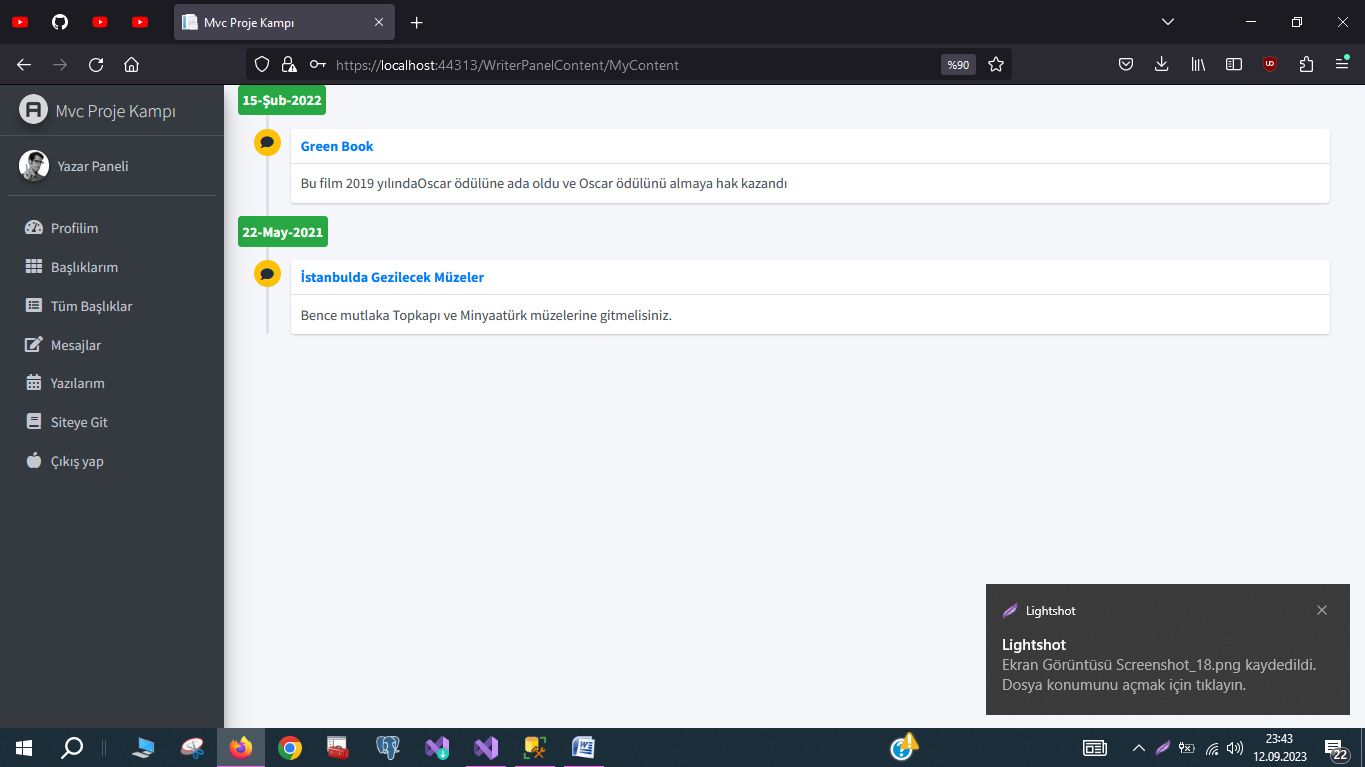 Mvc Proje Kampı
https://localhost:44313/WriterPanelContent/MyContent
%90
Mvc Proje Kampı
Yazar Paneli
Profilim
Başlıklarım
Tüm Başlıklar
Mesajlar
Yazılarım
Siteye Git
Çıkış yap
15-Şub-2022
Green Book
Bu film 2019 yılındaOscar ödülüne ada oldu ve Oscar ödülünü almaya hak kazandı
22-May-2021
İstanbulda Gezilecek Müzeler
Bence mutlaka Topkapı ve Minyaatürk müzelerine gitmelisiniz.
Lightshot
Lightshot
Ekran Görüntüsü Screenshot_18.png kaydedildi.
Dosya konumunu açmak için tıklayın.
23:43
12.09.2023
22